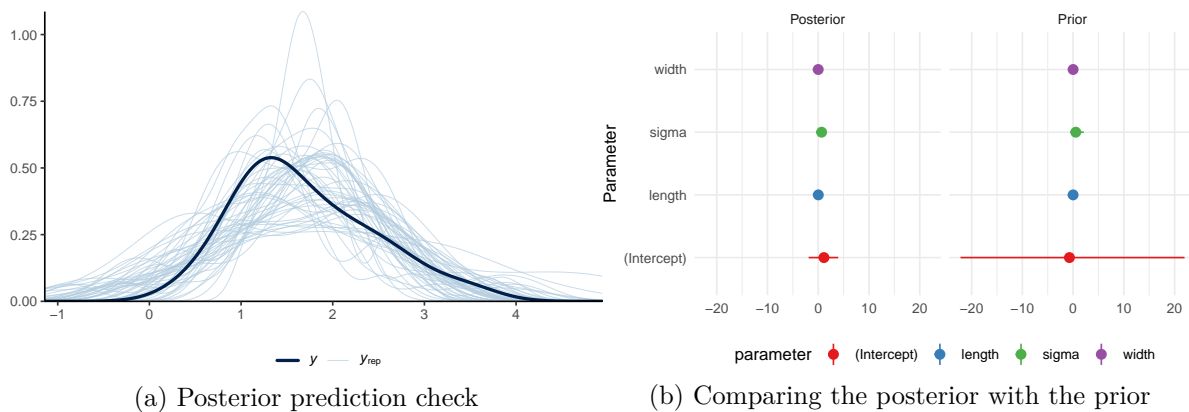 1.00
0.75
0.50
0.25
0.00
−1 0 1 2 3 4
y yrep
(a) Posterior prediction check
Posterior Prior
Parameter
width
sigma
length
(Intercept)
−20 −10 0 10 20 −20 −10 0 10 20
parameter (Intercept) length sigma width
(b) Comparing the posterior with the prior